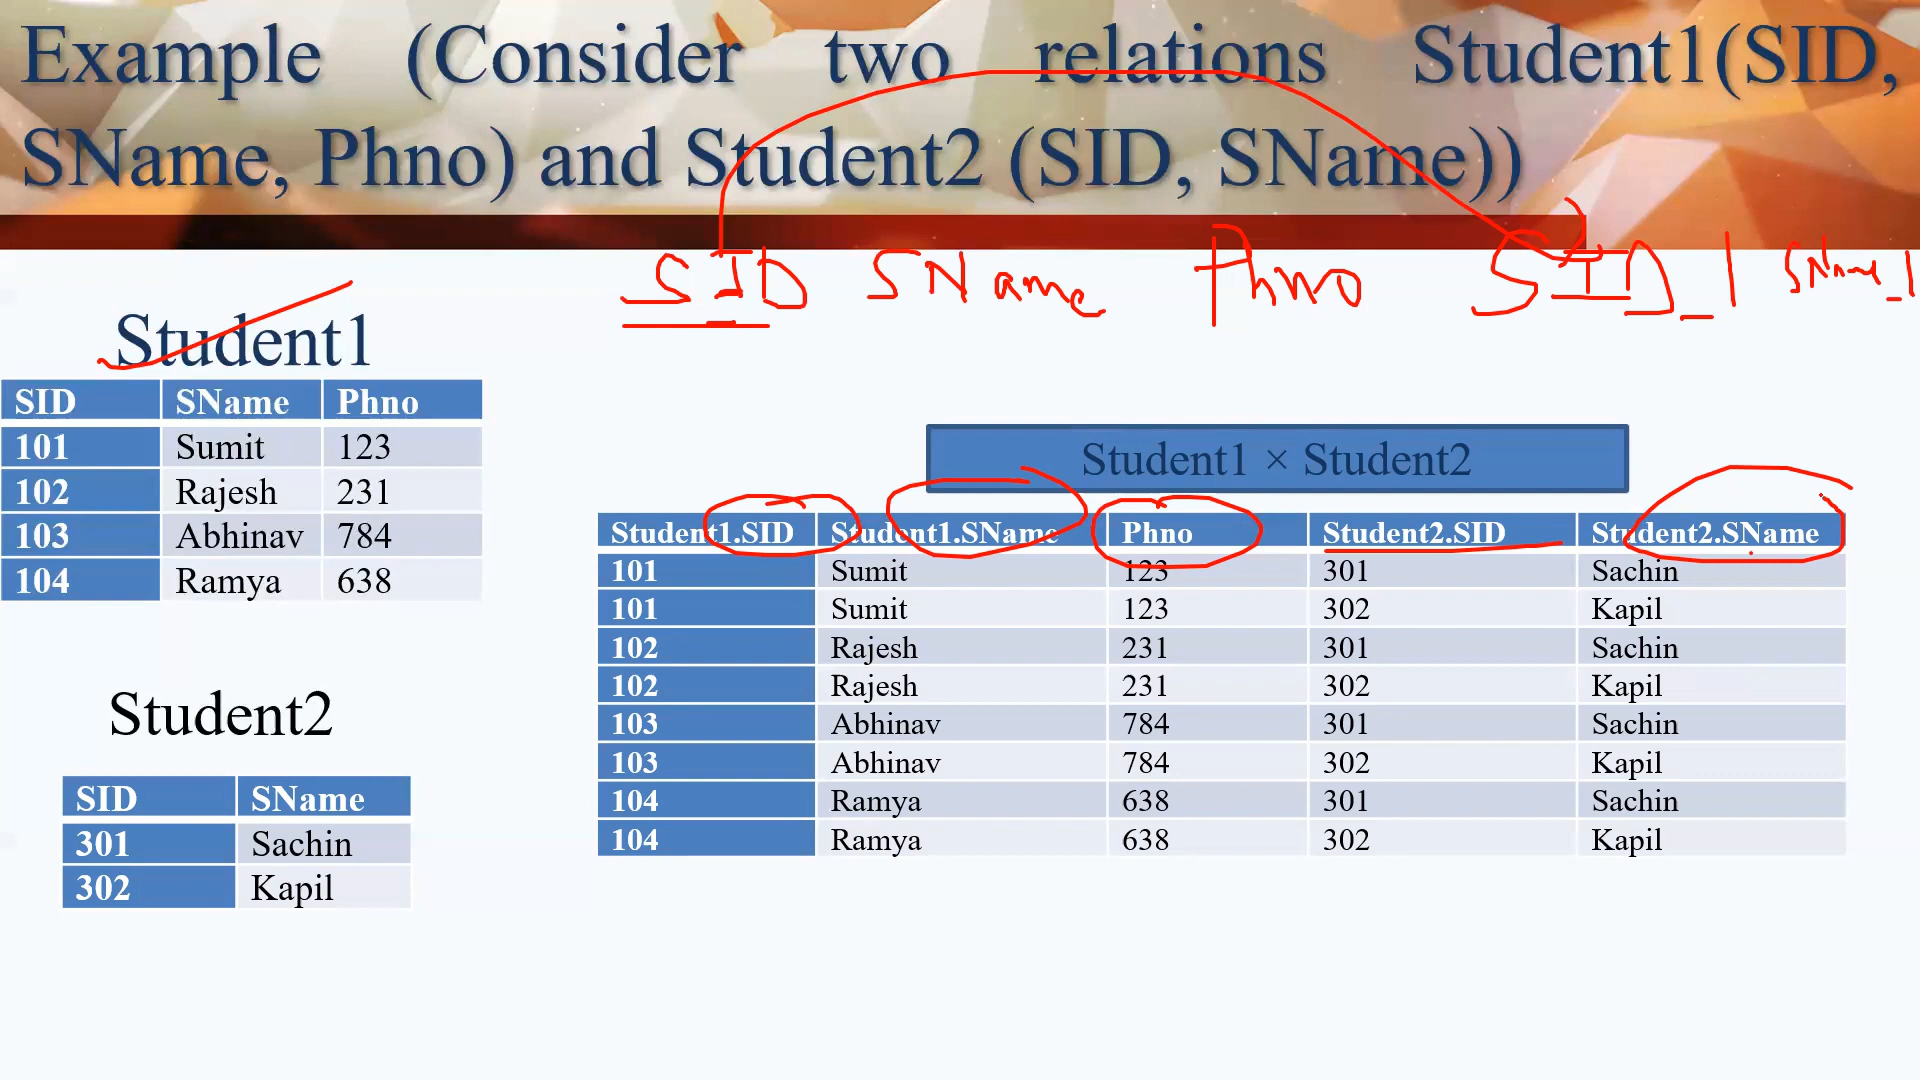 Example (Consider two relations Student1(SID,
SName, Phno) and Student2 (SID, SName))
SID SName Phno SID_1 SName_1
Student1
SID SName Phno
101 Sumit 123
102 Rajesh 231
103 Abhinav 784
104 Ramya 638
Student2
SID SName
301 Sachin
302 Kapil
Student1 × Student2
Student1.SID Student1.SName Phno Student2.SID Student2.SName
101 Sumit 123 301 Sachin
101 Sumit 123 302 Kapil
102 Rajesh 231 301 Sachin
102 Rajesh 231 302 Kapil
103 Abhinav 784 301 Sachin
103 Abhinav 784 302 Kapil
104 Ramya 638 301 Sachin
104 Ramya 638 302 Kapil